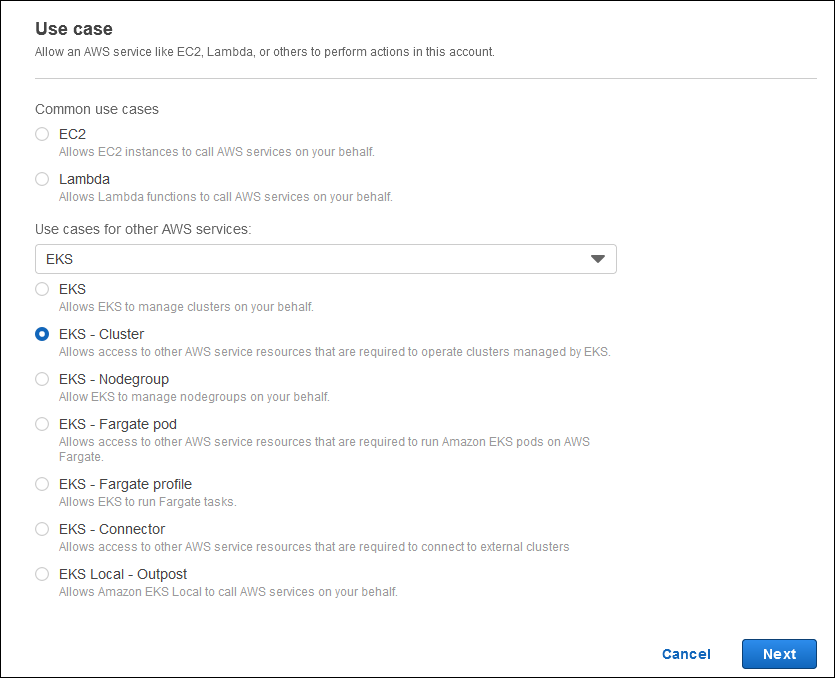 Use case
Allow an AWS service like EC2, Lambda, or others to perform actions in this account.
Common use cases
EC2
Allows EC2 instances to call AWS services on your behalf.
Lambda
Allows Lambda functions to call AWS services on your behalf.
Use cases for other AWS services:
EKS
EKS
Allows EKS to manage clusters on your behalf.
EKS - Cluster
Allows access to other AWS service resources that are required to operate clusters managed by EKS.
EKS - Nodegroup
Allow EKS to manage nodegroups on your behalf.
EKS - Fargate pod
Allows access to other AWS service resources that are required to run Amazon EKS pods on AWS
Fargate.
EKS - Fargate profile
Allows EKS to run Fargate tasks.
EKS - Connector
Allows access to other AWS service resources that are required to connect to external clusters
EKS Local - Outpost
Allows Amazon EKS Local to call AWS services on your behalf.
Cancel
Next